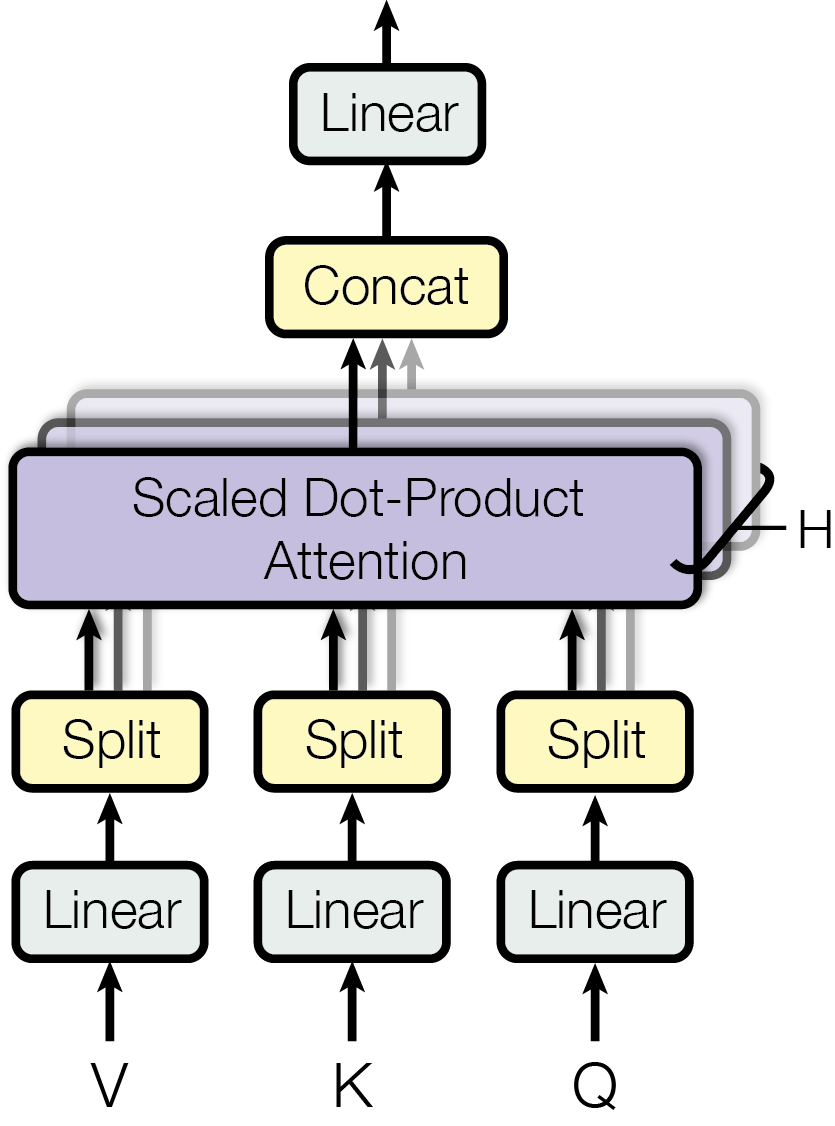 Linear
Concat
Scaled Dot-Product
Attention
H
Split Split Split
Linear Linear Linear
V K Q